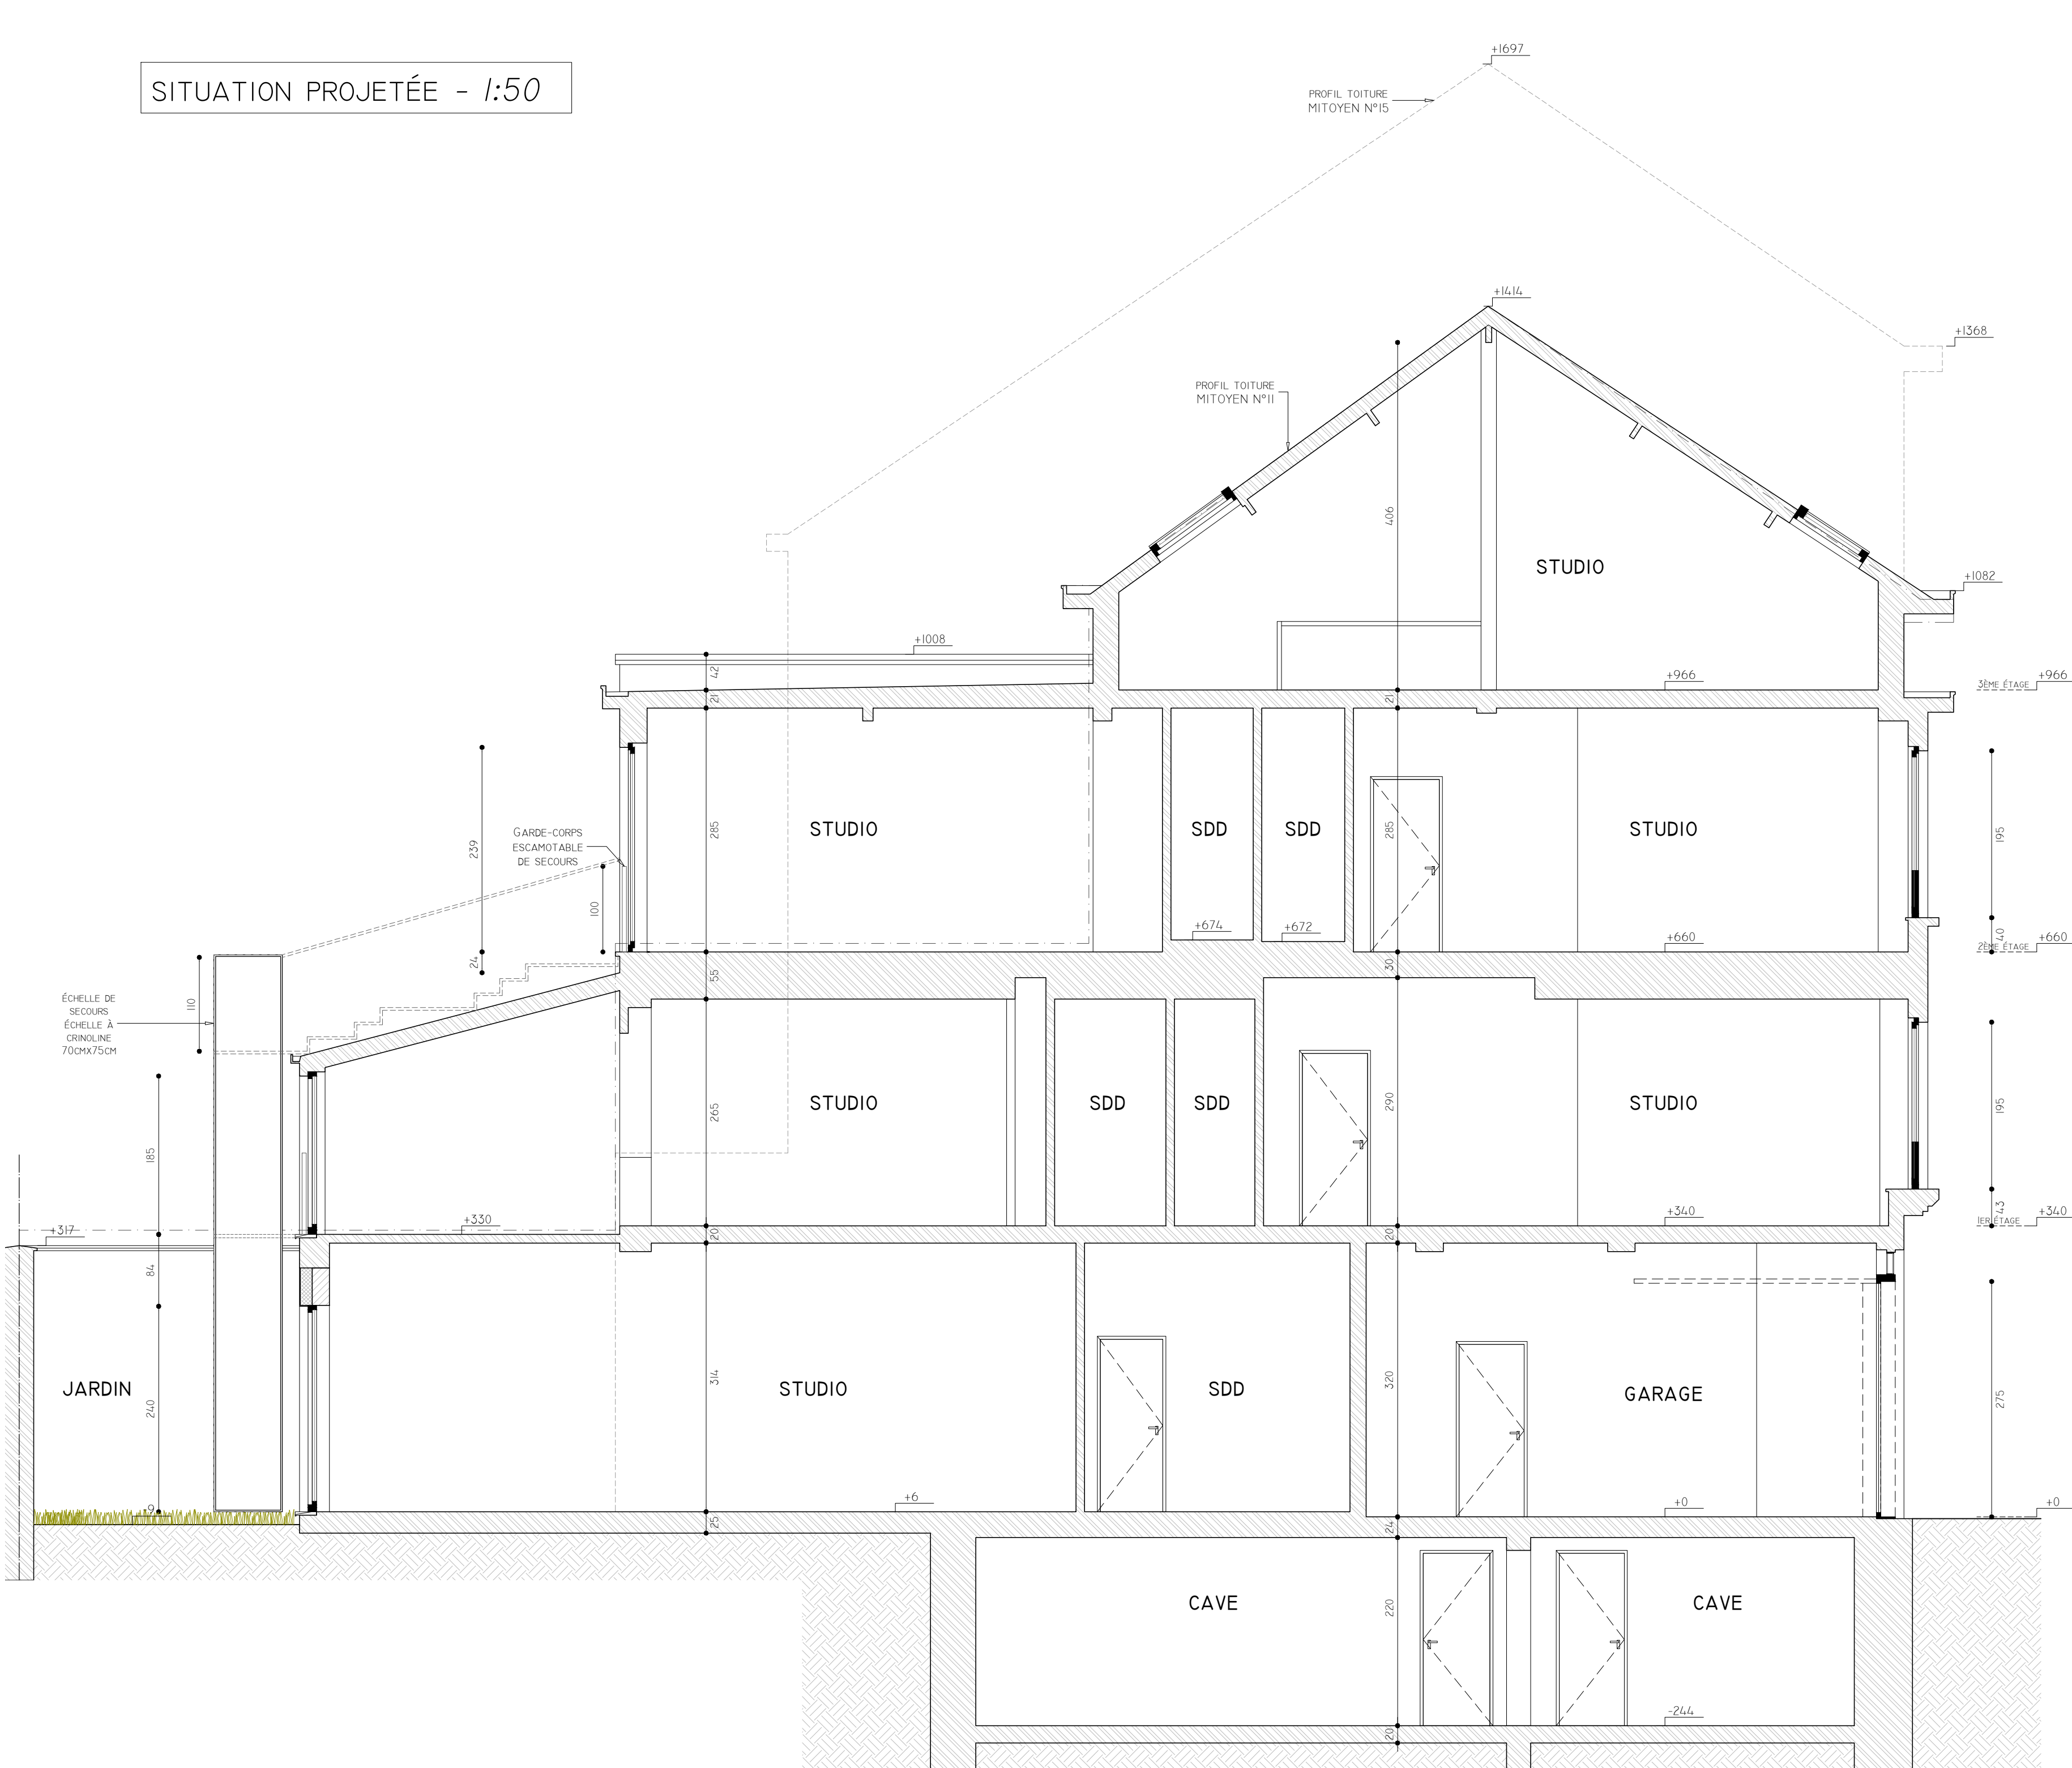 SITUATION PROJETÉE - 1:50
+1697
PROFIL TOITURE
MITOYEN N°15
+1414
+1368
PROFIL TOITURE
MITOYEN N°11
406
STUDIO
+1082
+1008
42
+966
3ÈME ÉTAGE
+966
21
21
239
GARDE-CORPS
ESCAMOTABLE
DE SECOURS
100
285
STUDIO
SDD
SDD
285
STUDIO
195
+674
+672
+660
40
2ÈME ÉTAGE
+660
24
55
30
110
ÉCHELLE DE
SECOURS
ÉCHELLE À
CRINOLINE
70CMX75CM
185
265
STUDIO
SDD
SDD
290
STUDIO
195
43
+317
+330
+340
1ER ÉTAGE
+340
20
20
84
JARDIN
240
314
STUDIO
SDD
320
GARAGE
275
-9
+6
+0
+0
25
24
CAVE
220
CAVE
-244
20